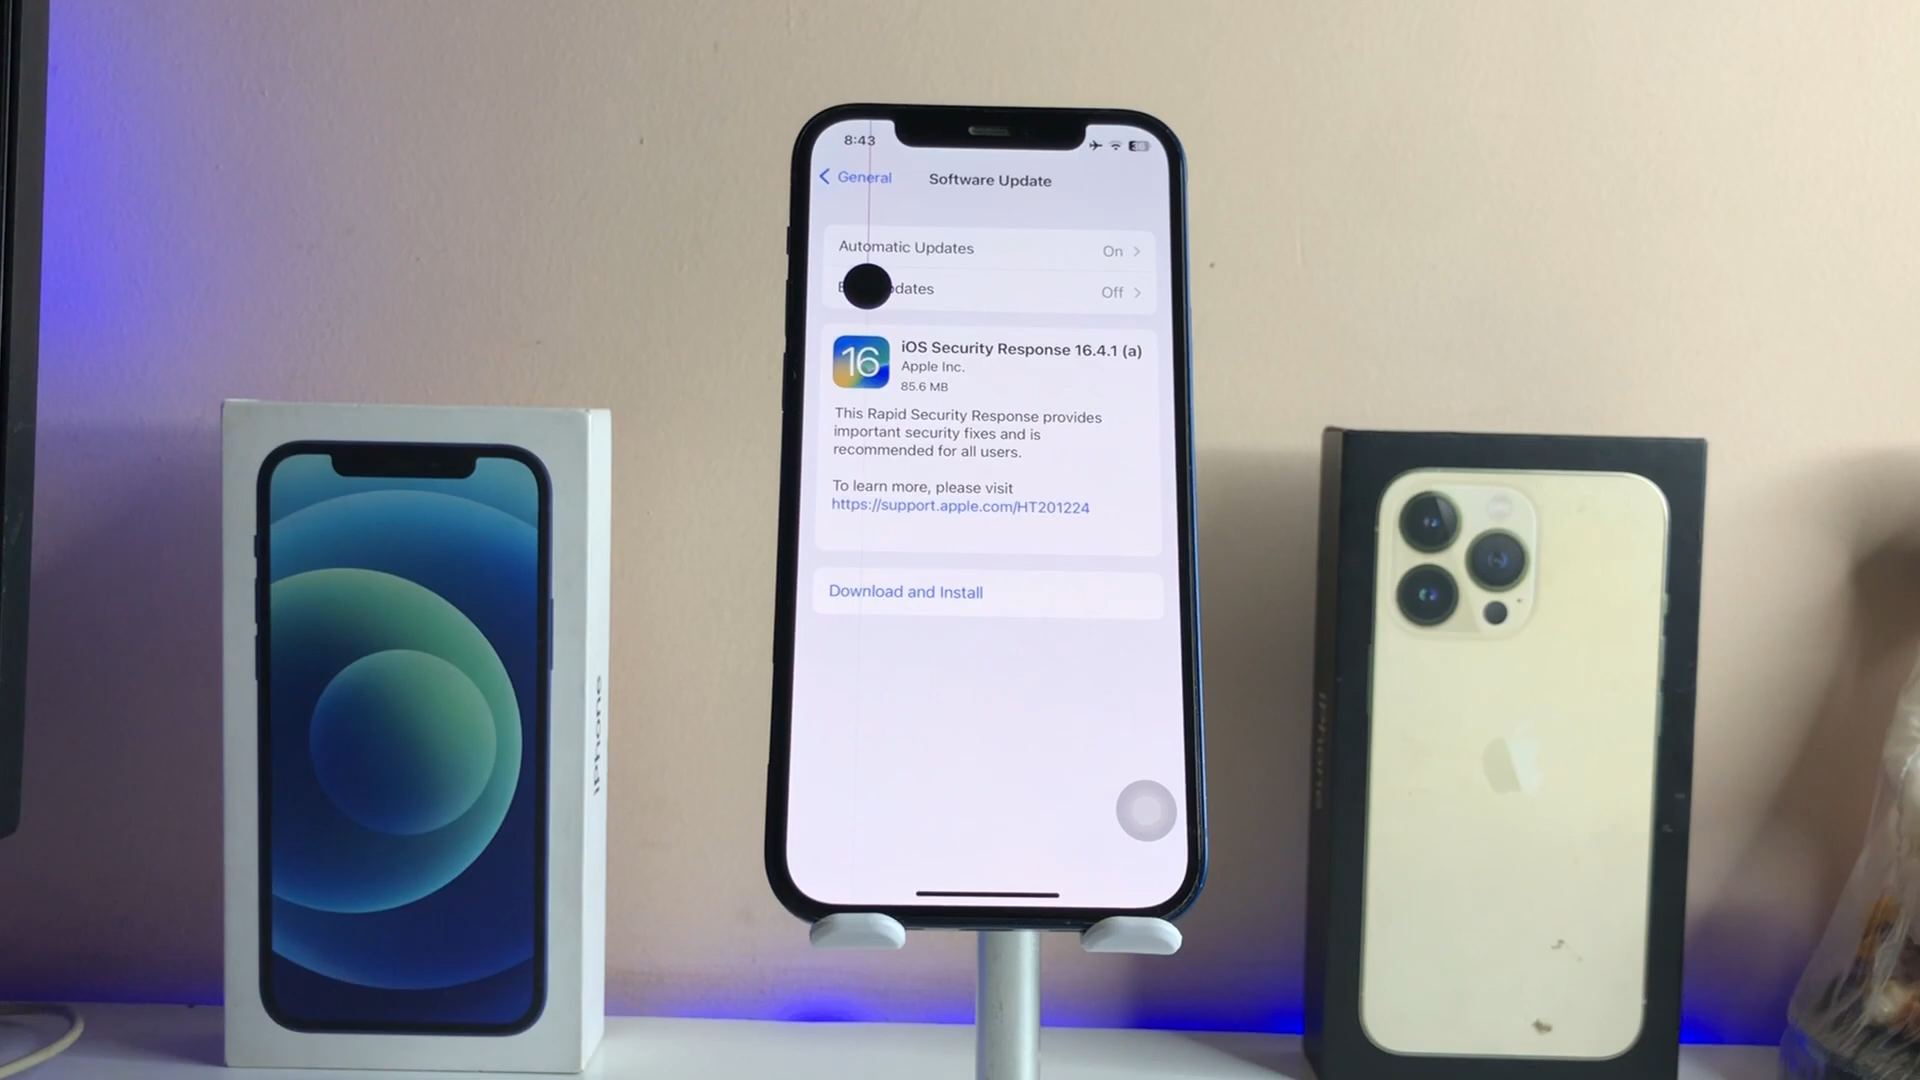 8:43
36
General
Software Update
Automatic Updates
On
dates
Off
16
iOS Security Response 16.4.1 (a)
Apple Inc.
85.6 MB
This Rapid Security Response provides
important security fixes and is
recommended for all users.
To learn more, please visit
https://support.apple.com/HT201224
Download and Install
iPhone